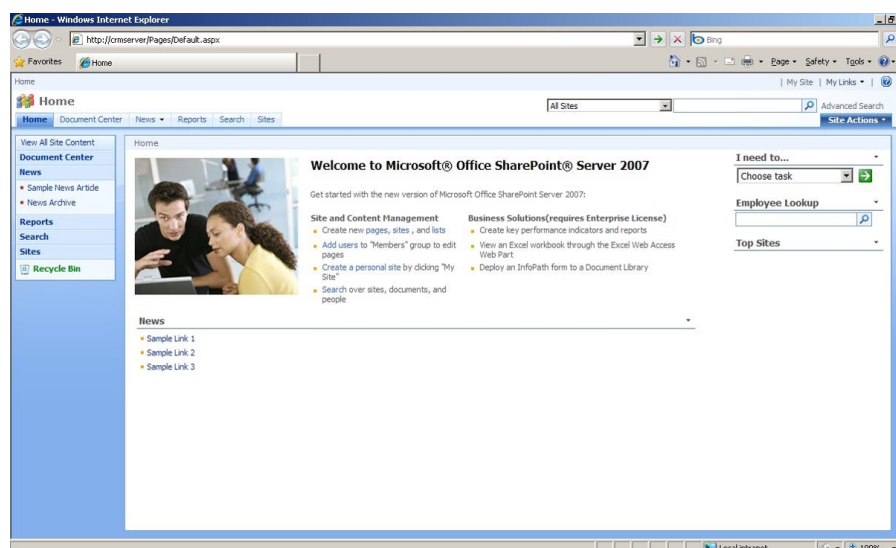 Home - Windows Internet Explorer
http://crmserver/Pages/Default.aspx
Bing
Favorites
Home
Page
Safety
Tools
Home
My Site
My Links
Home
All Sites
Advanced Search
Home
Document Center
News
Reports
Search
Sites
Site Actions
View All Site Content
Document Center
News
Sample News Article
News Archive
Reports
Search
Sites
Recycle Bin
Home
Welcome to Microsoft® Office SharePoint® Server 2007
Get started with the new version of Microsoft Office SharePoint Server 2007:
Site and Content Management
Create new pages, sites , and lists
Add users to "Members" group to edit
pages
Create a personal site by clicking "My
Site"
Search over sites, documents, and
people
Business Solutions(requires Enterprise License)
Create key performance indicators and reports
View an Excel workbook through the Excel Web Access
Web Part
Deploy an InfoPath form to a Document Library
News
Sample Link 1
Sample Link 2
Sample Link 3
I need to...
Choose task
Employee Lookup
Top Sites
Local intranet
100%